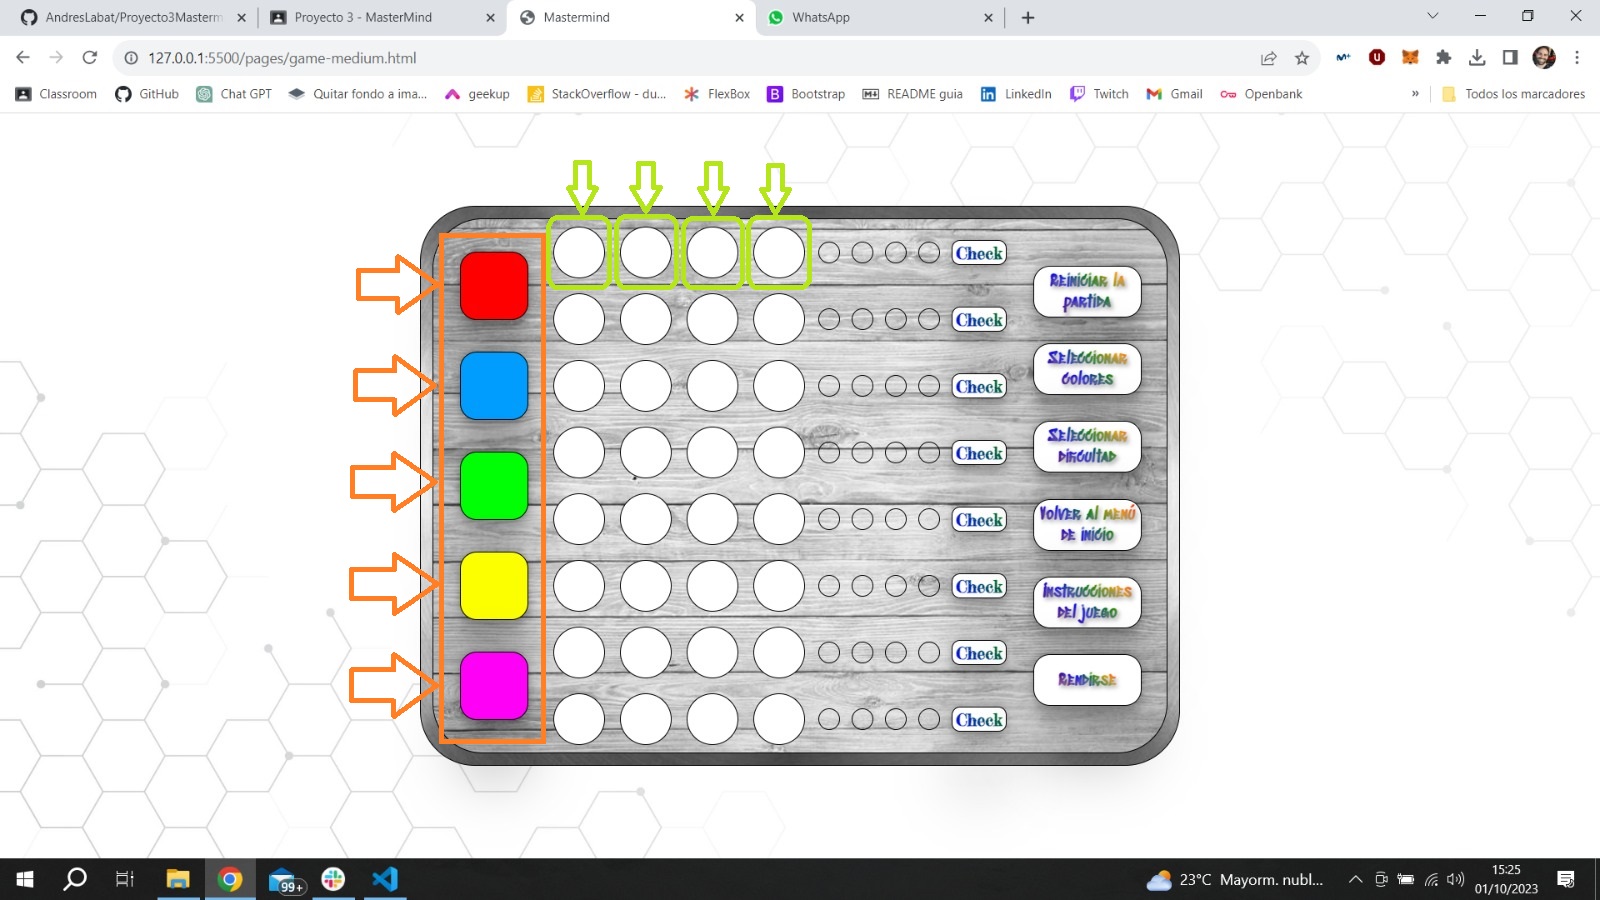 AndresLabat/Proyecto3Masterm
Proyecto 3 - MasterMind
Mastermind
WhatsApp
127.0.0.1:5500/pages/game-medium.html
Classroom
GitHub
Chat GPT
Quitar fondo a ima...
geekup
StackOverflow - du...
FlexBox
Bootstrap
README guia
LinkedIn
Twitch
Gmail
Openbank
»
Todos los marcadores
Check
Reiniciar la
partida
Check
Seleccionar
colores
Check
Seleccionar
dificultad
Check
Volver al menú
de inicio
Check
Instrucciones
del juego
Check
Check
Rendirse
Check
99+
23°C Mayorm. nubl...
15:25
01/10/2023